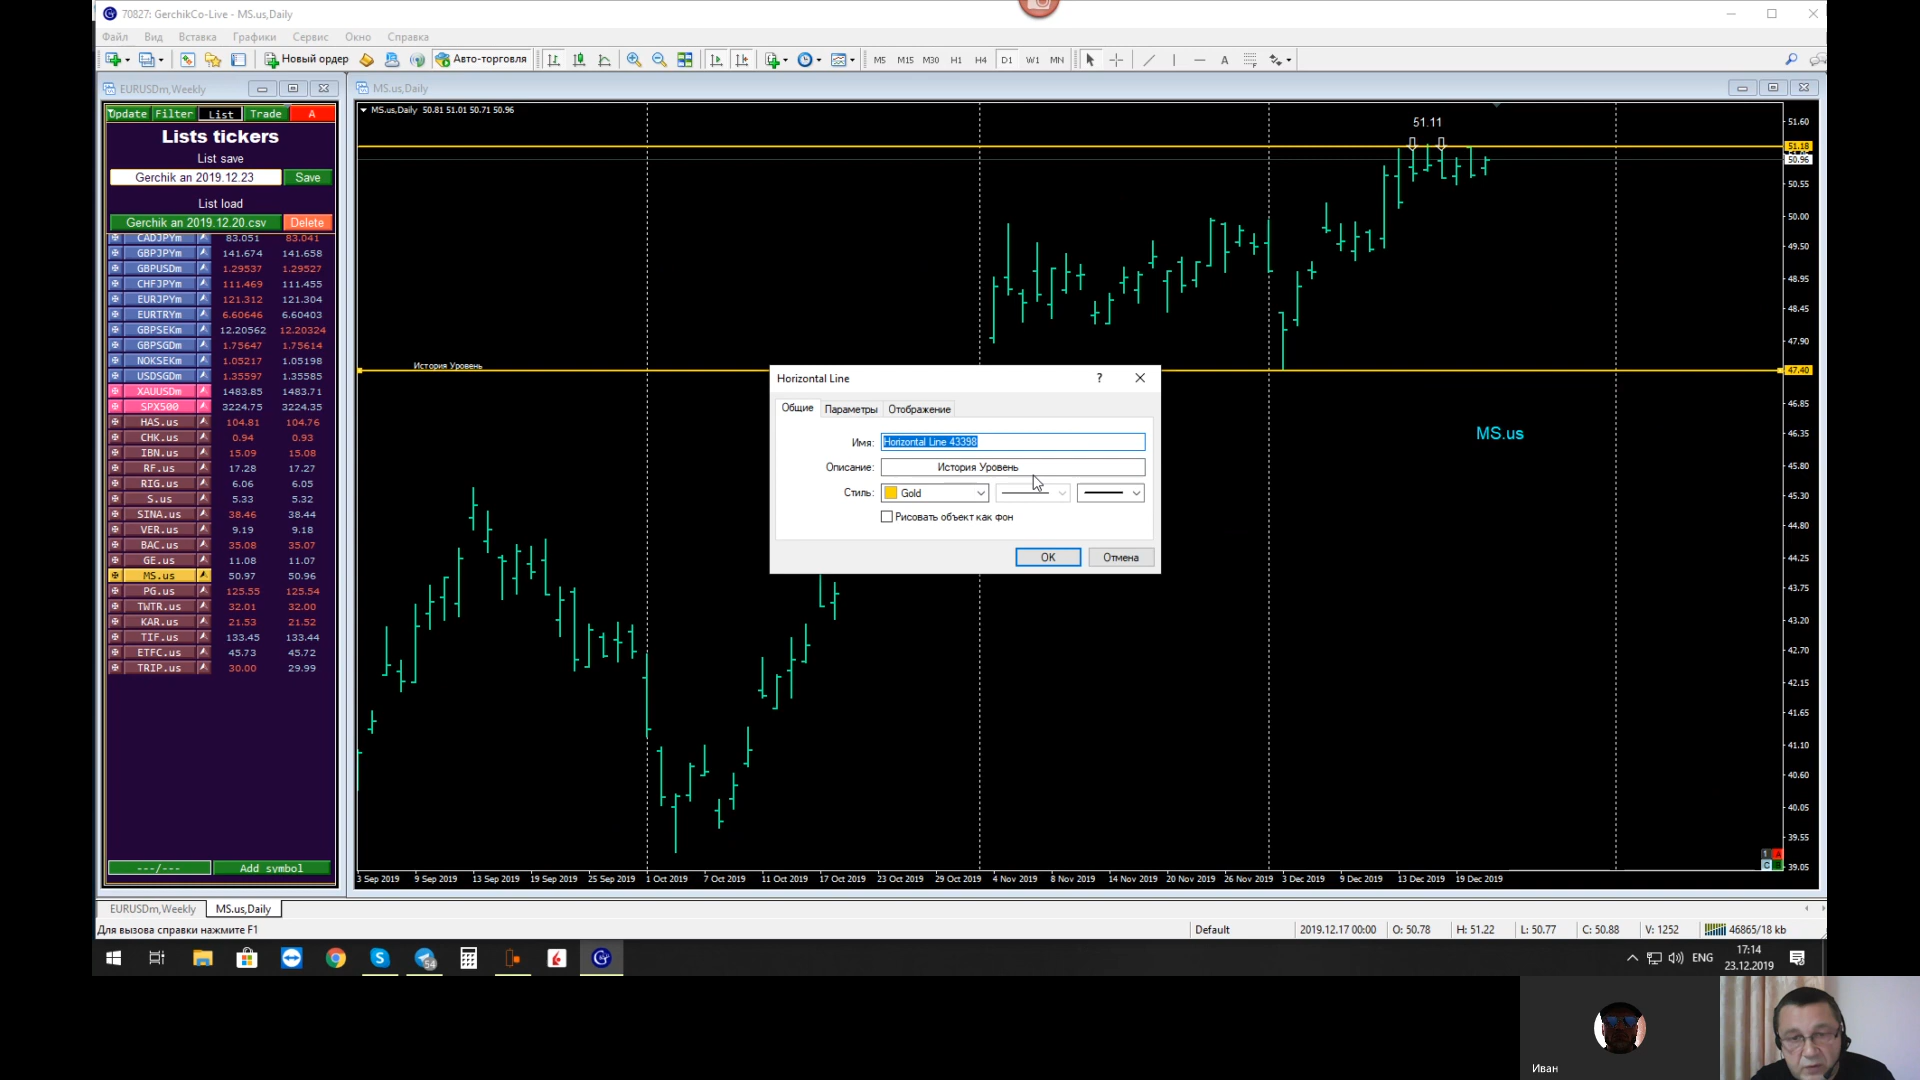 70827: GerchikCo-Live - MS.us,Daily
Файл Вид Вставка Графики Сервис Окно Справка
Новый ордер Авто-торговля M5 M15 M30 H1 H4 D1 W1 MN A
EURUSDm,Weekly
MS.us,Daily
Update Filter List Trade A
Lists tickers
List save
Gerchik an 2019.12.23 Save
List load
Gerchik an 2019.12.20.csv Delete
CADJPYm 83.051 83.041
GBPJPYm 141.674 141.658
GBPUSDm 1.29537 1.29527
CHFJPYm 111.469 111.455
EURJPYm 121.312 121.304
EURTRYm 6.60646 6.60403
GBPSEKm 12.20562 12.20324
GBPSGDm 1.75647 1.75614
NOKSEKm 1.05217 1.05198
USDSGDm 1.35597 1.35585
XAUUSDm 1483.85 1483.71
SPX500 3224.75 3224.35
HAS.us 104.81 104.76
CHK.us 0.94 0.93
IBN.us 15.09 15.08
RF.us 17.28 17.27
RIG.us 6.06 6.05
S.us 5.33 5.32
SINA.us 38.46 38.44
VER.us 9.19 9.18
BAC.us 35.08 35.07
GE.us 11.08 11.07
MS.us 50.97 50.96
PG.us 125.55 125.54
TWTR.us 32.01 32.00
KAR.us 21.53 21.52
TIF.us 133.45 133.44
ETFC.us 45.73 45.72
TRIP.us 30.00 29.99
---/--- Add symbol
MS.us,Daily 50.81 51.01 50.71 50.96
51.11
История Уровень
MS.us
51.60
51.18
50.96
50.55
50.00
49.50
48.95
48.45
47.90
47.40
46.85
46.35
45.80
45.30
44.80
44.25
43.75
43.20
42.70
42.15
41.65
41.10
40.60
40.05
39.55
39.05
Horizontal Line ?
Общие Параметры Отображение
Имя: Horizontal Line 43398
Описание: История Уровень
Стиль: Gold
Рисовать объект как фон
OK Отмена
3 Sep 2019 9 Sep 2019 13 Sep 2019 19 Sep 2019 25 Sep 2019 1 Oct 2019 7 Oct 2019 11 Oct 2019 17 Oct 2019 23 Oct 2019 29 Oct 2019 4 Nov 2019 8 Nov 2019 14 Nov 2019 20 Nov 2019 26 Nov 2019 3 Dec 2019 9 Dec 2019 13 Dec 2019 19 Dec 2019
EURUSDm,Weekly MS.us,Daily
Для вызова справки нажмите F1 Default 2019.12.17 00:00 O: 50.78 H: 51.22 L: 50.77 C: 50.88 V: 1252 46865/18 kb
54 ENG 17:14
23.12.2019
Иван